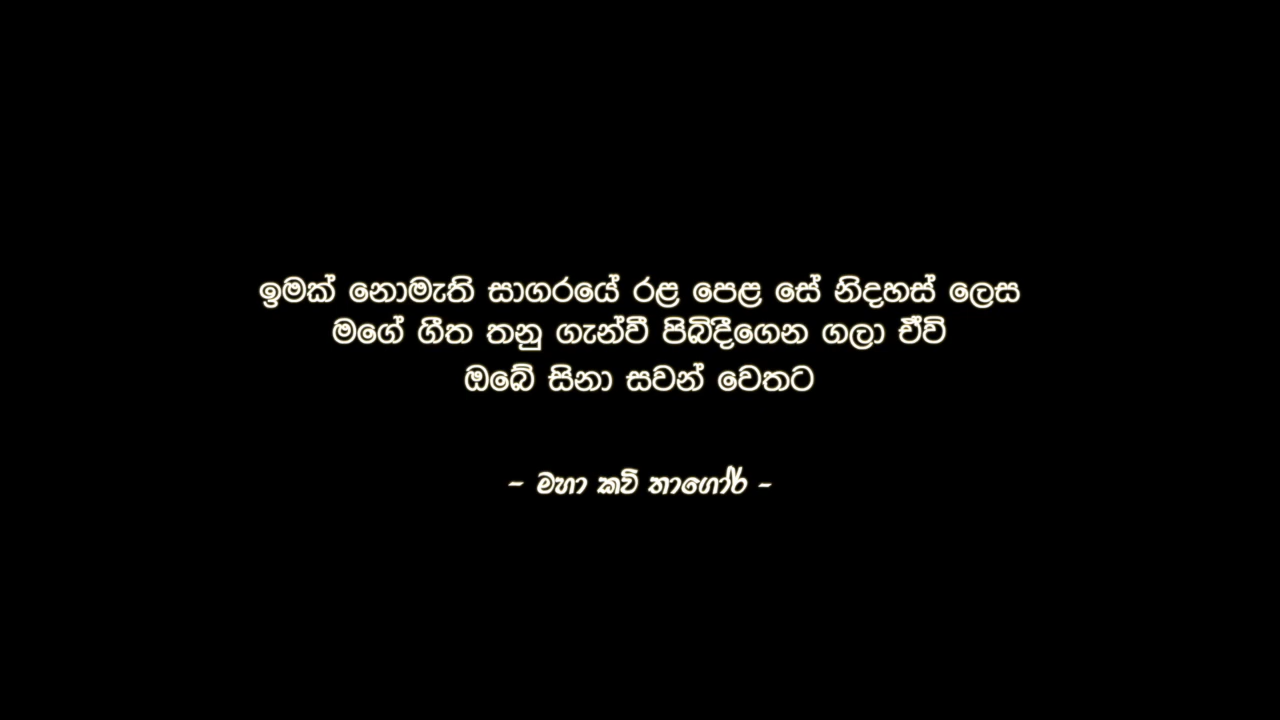 ඉමක් නොමැති සාගරයේ රළ පෙළ සේ නිදහස් ලෙස
මගේ ගීත තනු ගැන්වී පිබිදීගෙන ගලා ඒවි
ඔබේ සිනා සවන් වෙතට
- මහා කවි තාගෝර් -